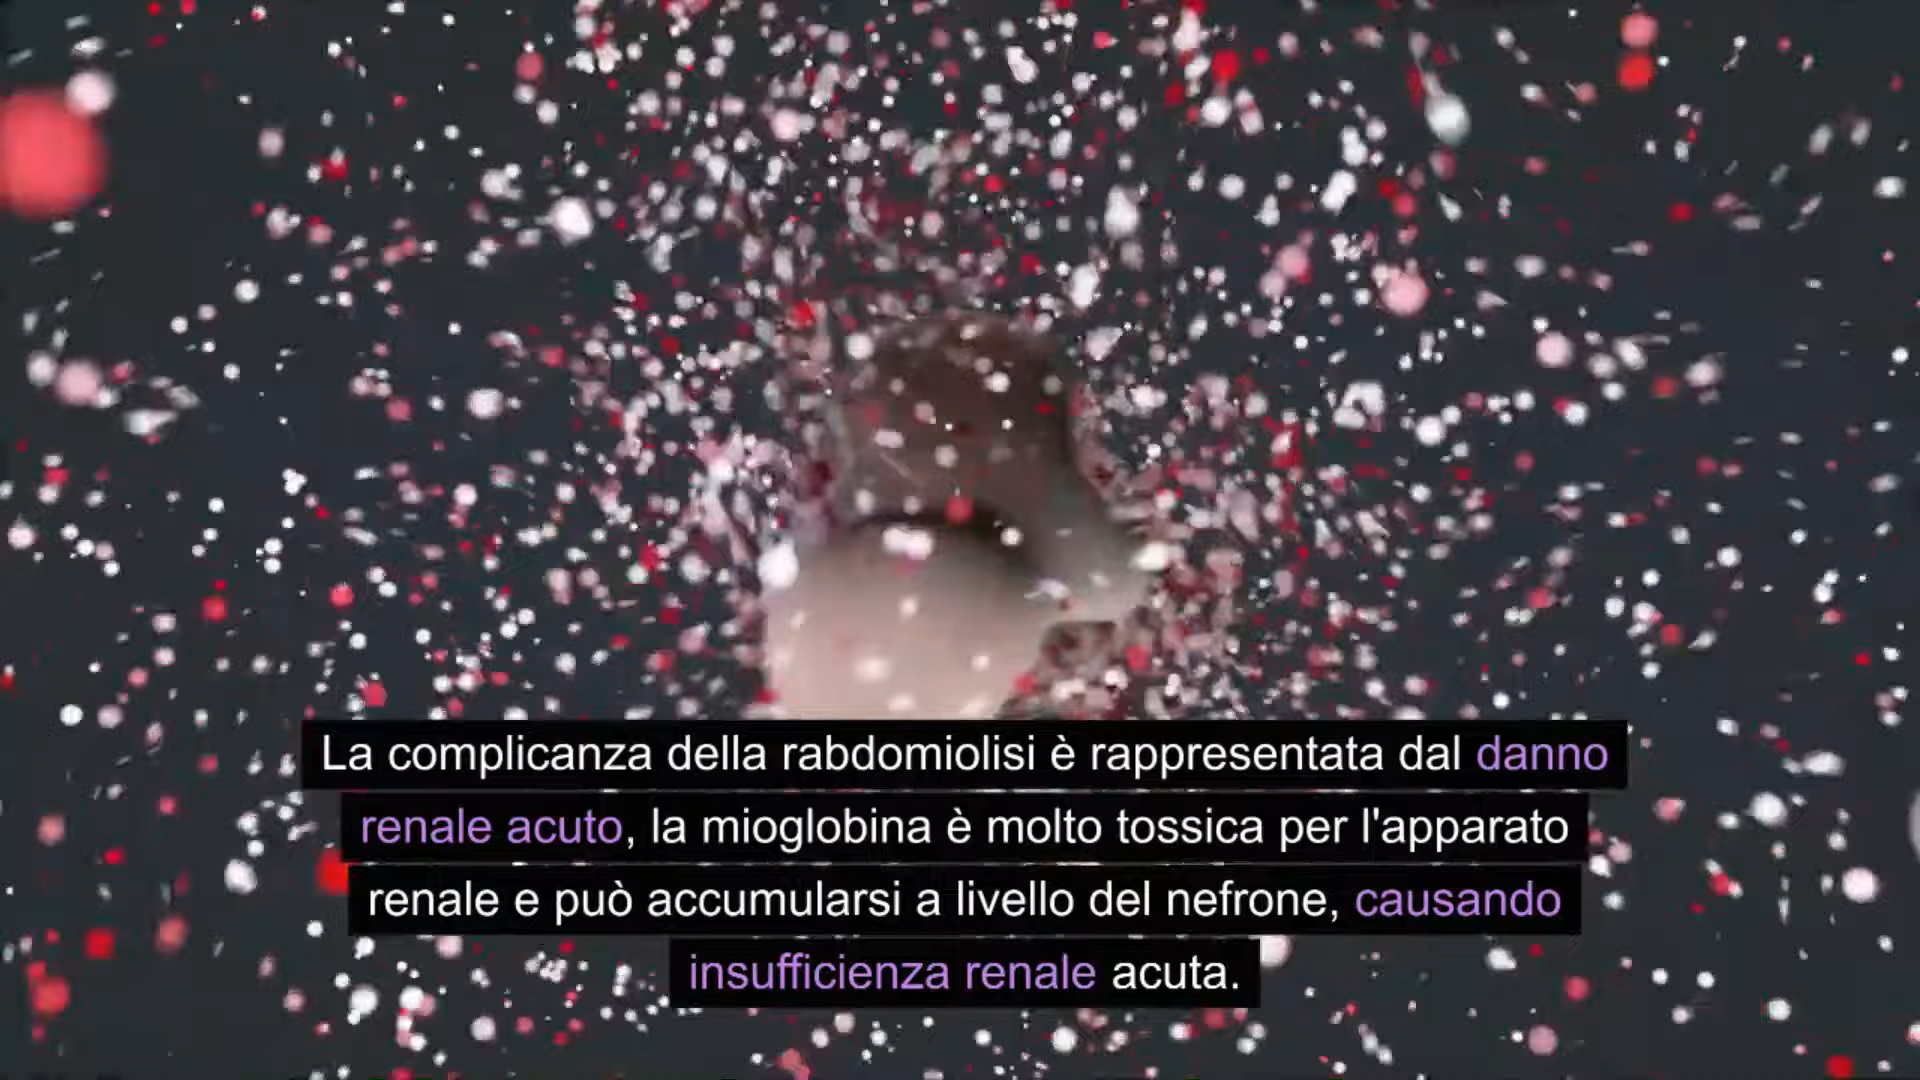 La complicanza della rabdomiolisi è rappresentata dal danno
renale acuto, la mioglobina è molto tossica per l'apparato
renale e può accumularsi a livello del nefrone, causando
insufficienza renale acuta.